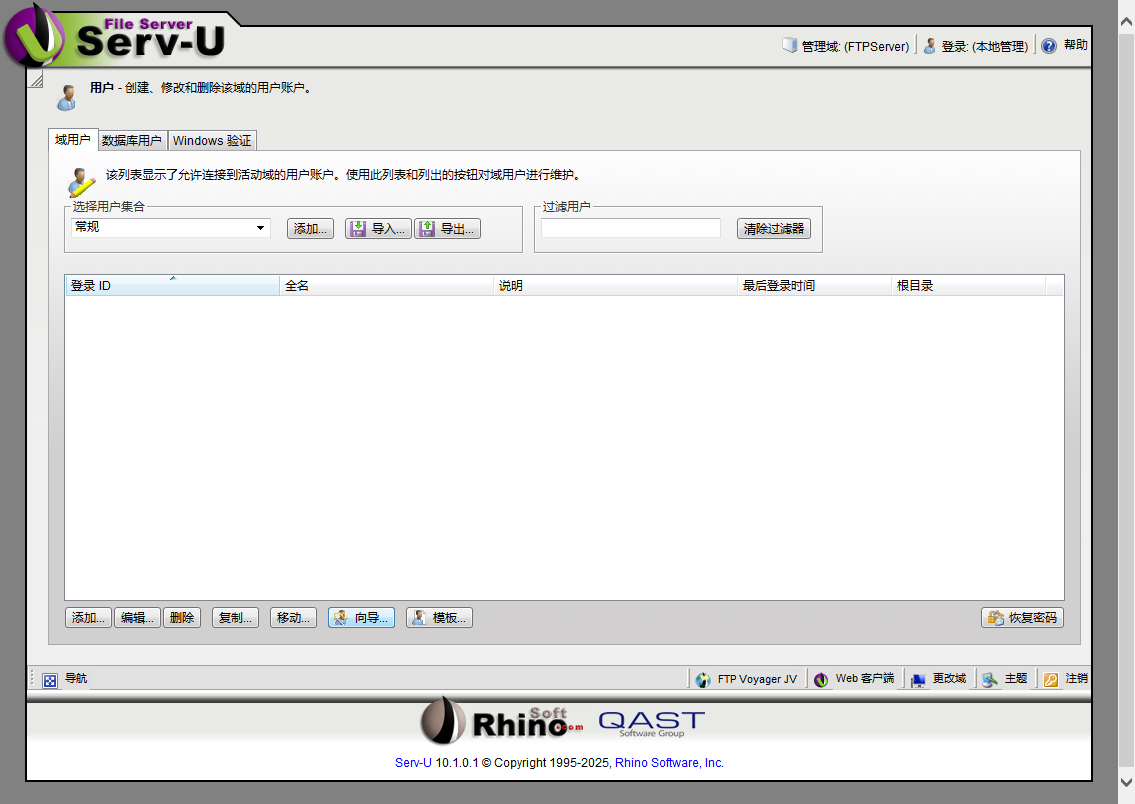 File Server
Serv-U
管理域: (FTPServer) 登录: (本地管理) 帮助
用户 - 创建、修改和删除该域的用户账户。
域用户 数据库用户 Windows 验证
该列表显示了允许连接到活动域的用户账户。使用此列表和列出的按钮对域用户进行维护。
选择用户集合 过滤用户
常规 添加... 导入... 导出... 清除过滤器
登录 ID 全名 说明 最后登录时间 根目录
添加... 编辑... 删除 复制... 移动... 向导... 模板... 恢复密码
导航 FTP Voyager JV Web 客户端 更改域 主题 注销
RhinoSoft.com QAST
Software Group
Serv-U 10.1.0.1 © Copyright 1995-2025, Rhino Software, Inc.